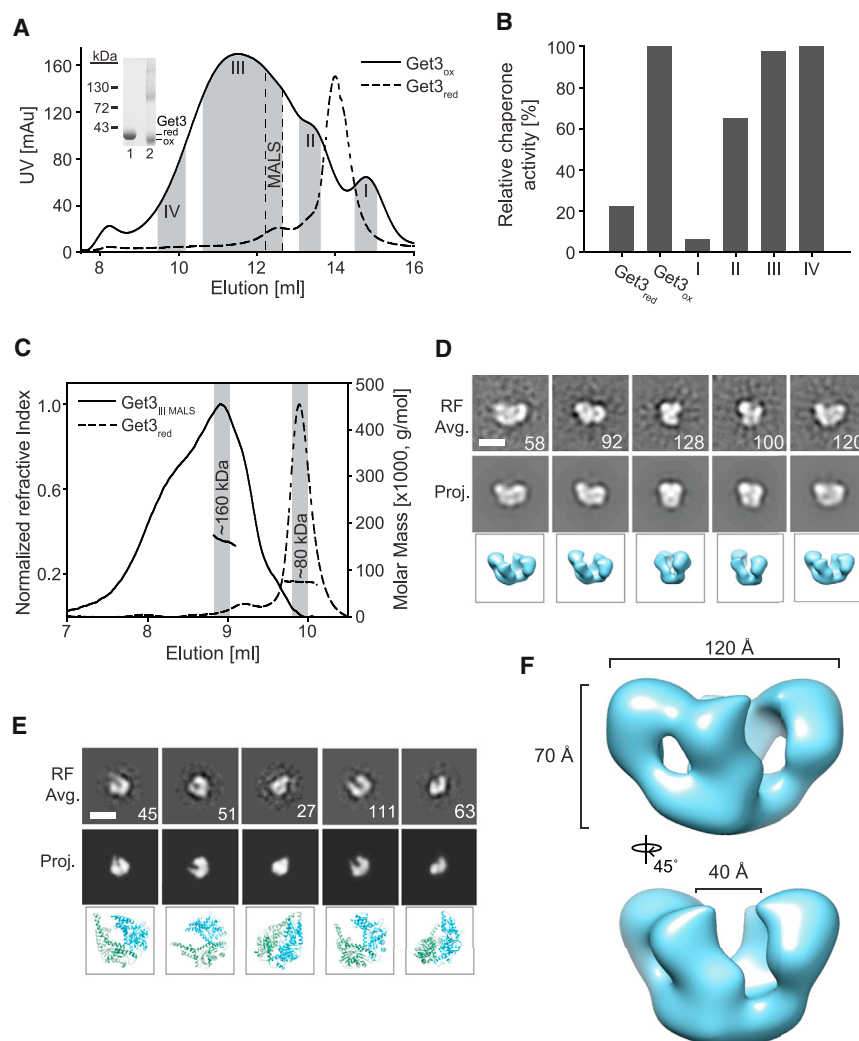 A
kDa
130
72
43
Get3
red
ox
1 2
160
120
80
40
0
UV [mAu]
8 10 12 14 16
Elution [ml]
IV
III
MALS
II
I
Get3ox
Get3red
B
Relative chaperone
activity [%]
100
80
60
40
20
0
Get3red
Get3ox
I
II
III
IV
C
Normalized refractive Index
1.0
0.6
0.2
Get3III MALS
Get3red
~160 kDa
~80 kDa
500
400
300
200
100
0
Molar Mass [x1000, g/mol]
7 8 9 10
Elution [ml]
D
RF
Avg.
58 92 128 100 120
Proj.
E
RF
Avg.
45 51 27 111 63
Proj.
F
120 Å
70 Å
45°
40 Å